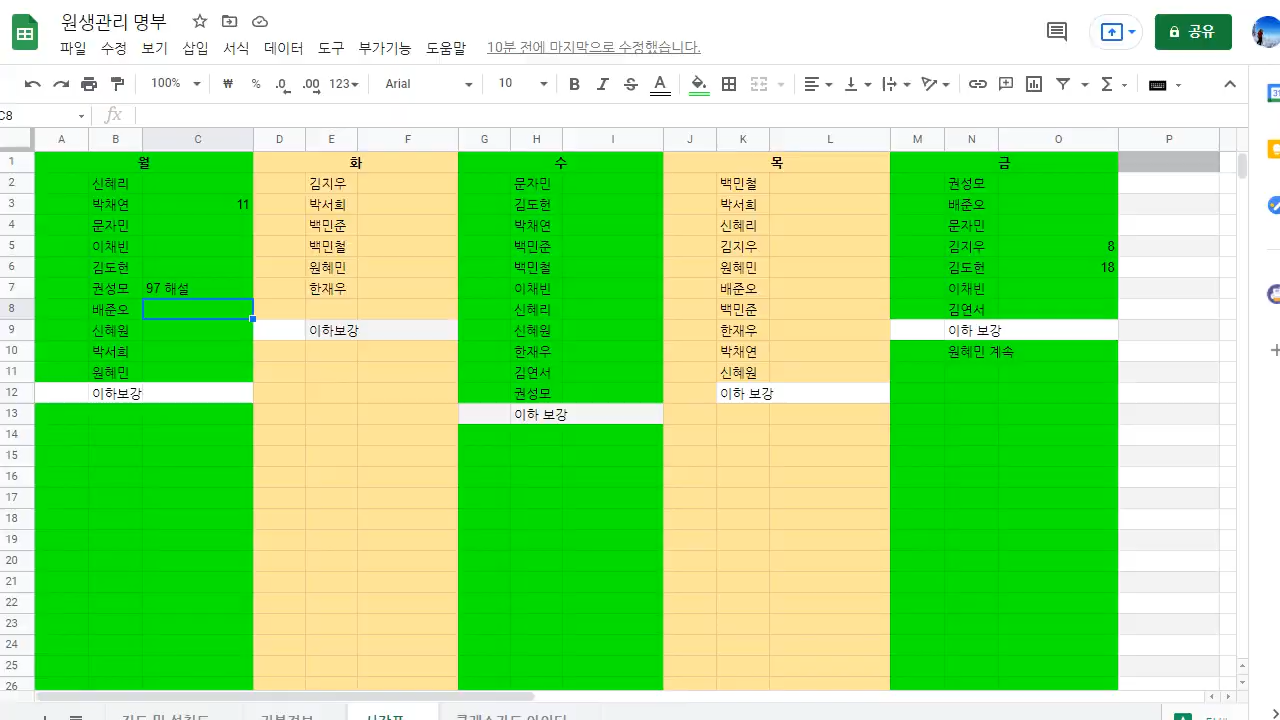 원생관리 명부
파일 수정 보기 삽입 서식 데이터 도구 부가기능 도움말 10분 전에 마지막으로 수정했습니다.
공유
100% ₩ % .0 .00 123 Arial 10 B I S A
C8 fx
A B C D E F G H I J K L M N O P
1 월 화 수 목 금
2 신혜리 김지우 문자민 백민철 권성모
3 박채연 11 박서희 김도현 박서희 배준오
4 문자민 백민준 박채연 신혜리 문자민
5 이채빈 백민철 백민준 김지우 김지우 8
6 김도현 원혜민 백민철 원혜민 김도현 18
7 권성모 97 해설 한재우 이채빈 배준오 이채빈
8 배준오 신혜리 백민준 김연서
9 신혜원 이하보강 신혜원 한재우 이하 보강
10 박서희 한재우 박채연 원혜민 계속
11 원혜민 김연서 신혜원
12 이하보강 권성모 이하 보강
13 이하 보강
14
15
16
17
18
19
20
21
22
23
24
25
26
시간표